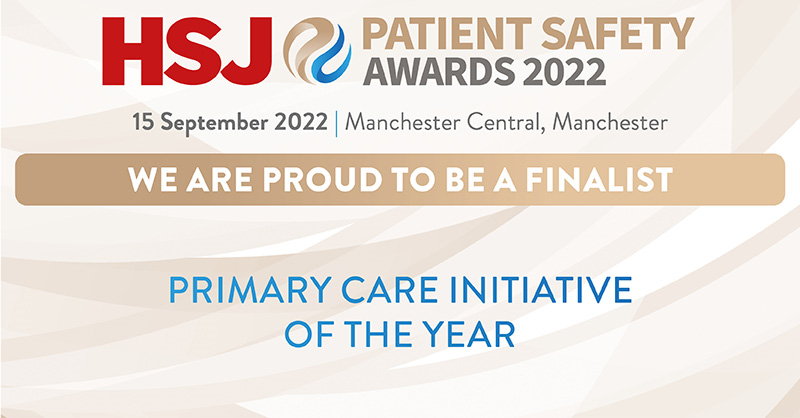 HSJ PATIENT SAFETY
AWARDS 2022
15 September 2022 | Manchester Central, Manchester
WE ARE PROUD TO BE A FINALIST
PRIMARY CARE INITIATIVE
OF THE YEAR